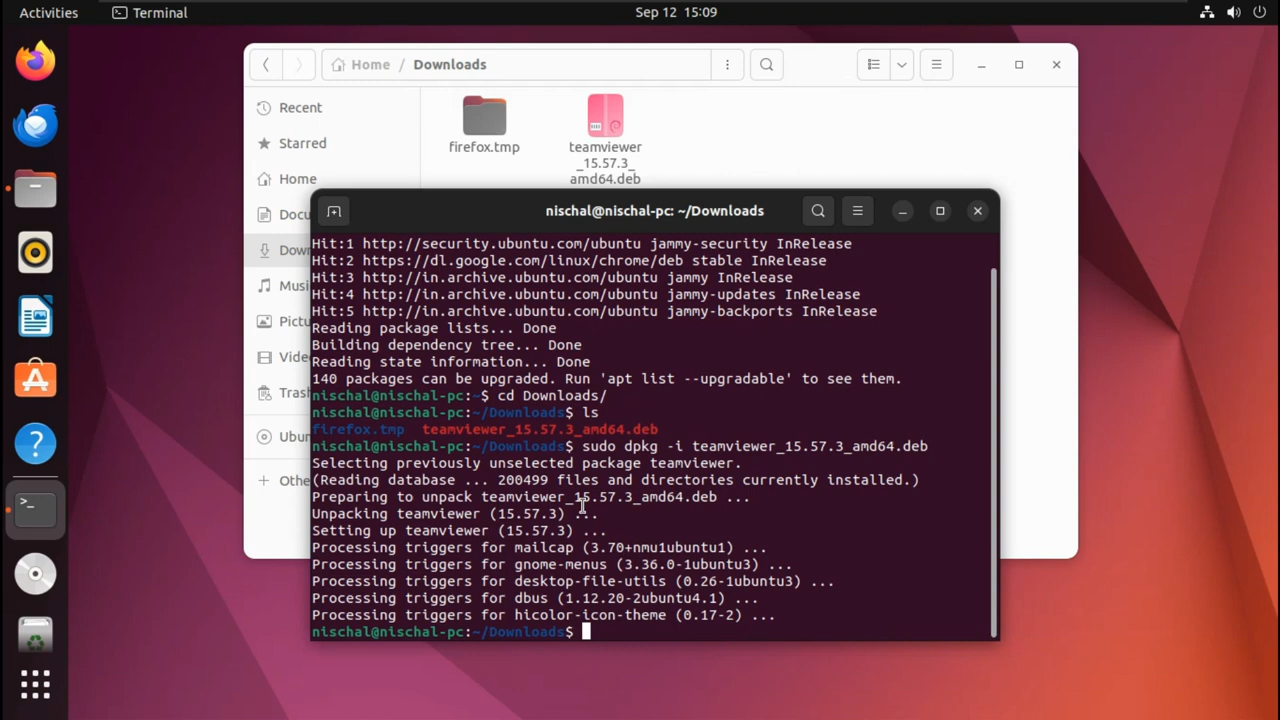 Activities
Terminal
Sep 12 15:09
Home / Downloads
Recent
Starred
Home
Docu
Down
Music
Pictu
Video
Trash
Ubun
Othe
firefox.tmp
teamviewer
_15.57.3_
amd64.deb
nischal@nischal-pc: ~/Downloads
Hit:1 http://security.ubuntu.com/ubuntu jammy-security InRelease
Hit:2 https://dl.google.com/linux/chrome/deb stable InRelease
Hit:3 http://in.archive.ubuntu.com/ubuntu jammy InRelease
Hit:4 http://in.archive.ubuntu.com/ubuntu jammy-updates InRelease
Hit:5 http://in.archive.ubuntu.com/ubuntu jammy-backports InRelease
Reading package lists... Done
Building dependency tree... Done
Reading state information... Done
140 packages can be upgraded. Run 'apt list --upgradable' to see them.
nischal@nischal-pc:~$ cd Downloads/
nischal@nischal-pc:~/Downloads$ ls
firefox.tmp  teamviewer_15.57.3_amd64.deb
nischal@nischal-pc:~/Downloads$ sudo dpkg -i teamviewer_15.57.3_amd64.deb
Selecting previously unselected package teamviewer.
(Reading database ... 200499 files and directories currently installed.)
Preparing to unpack teamviewer_15.57.3_amd64.deb ...
Unpacking teamviewer (15.57.3) ...
Setting up teamviewer (15.57.3) ...
Processing triggers for mailcap (3.70+nmu1ubuntu1) ...
Processing triggers for gnome-menus (3.36.0-1ubuntu3) ...
Processing triggers for desktop-file-utils (0.26-1ubuntu3) ...
Processing triggers for dbus (1.12.20-2ubuntu4.1) ...
Processing triggers for hicolor-icon-theme (0.17-2) ...
nischal@nischal-pc:~/Downloads$